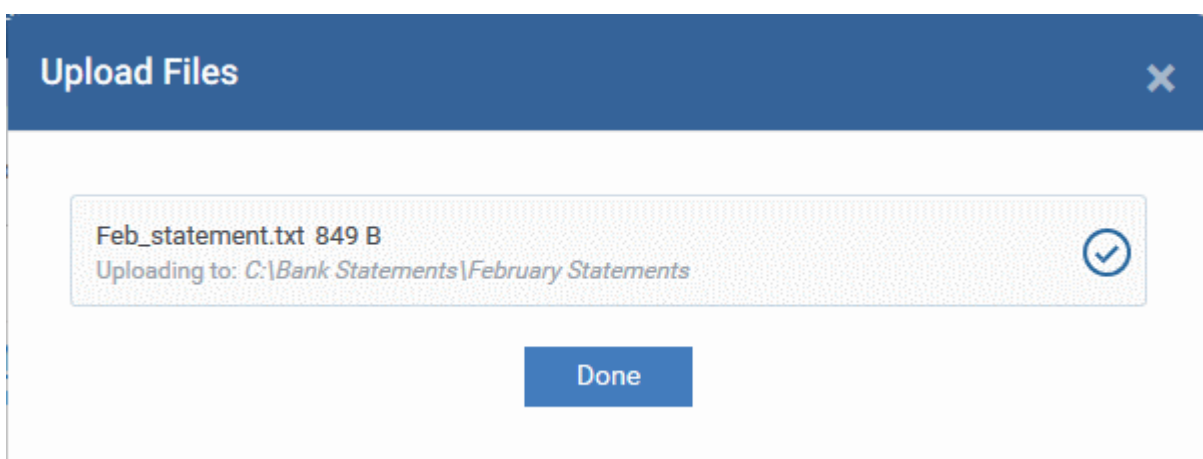 Upload Files
Feb_statement.txt 849 B
Uploading to: C:\Bank Statements\February Statements
Done